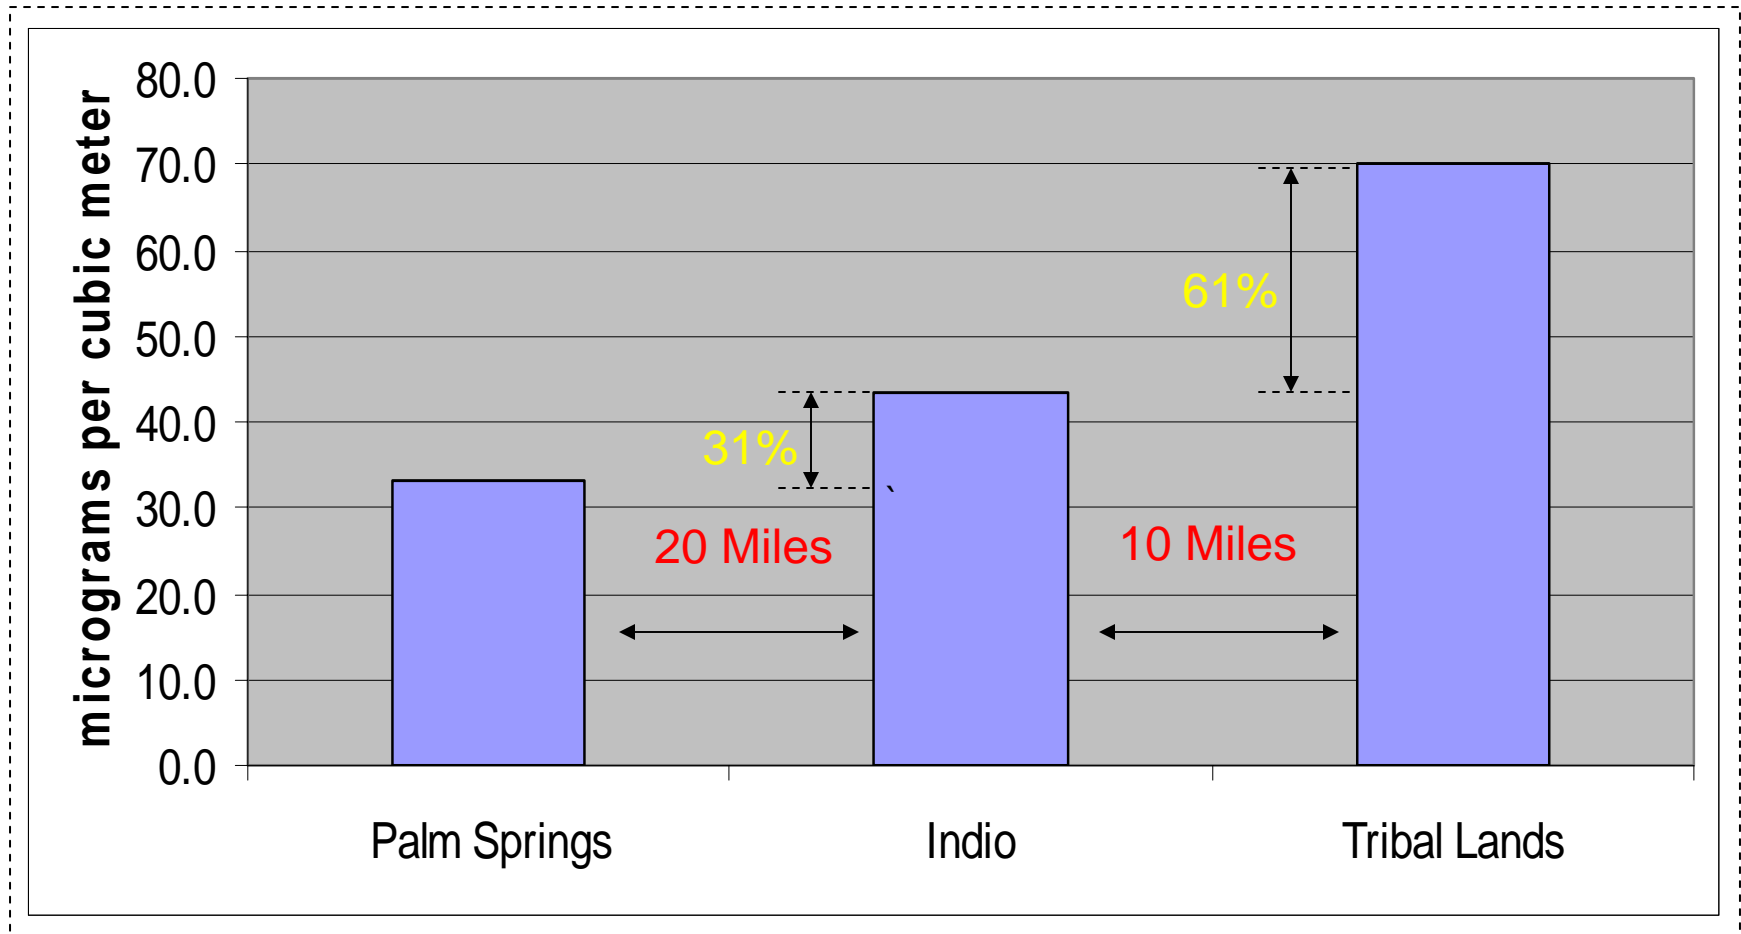 micrograms per cubic meter
80.0
70.0
60.0
50.0
40.0
30.0
20.0
10.0
0.0
61%
31%
`
20 Miles
10 Miles
Palm Springs
Indio
Tribal Lands